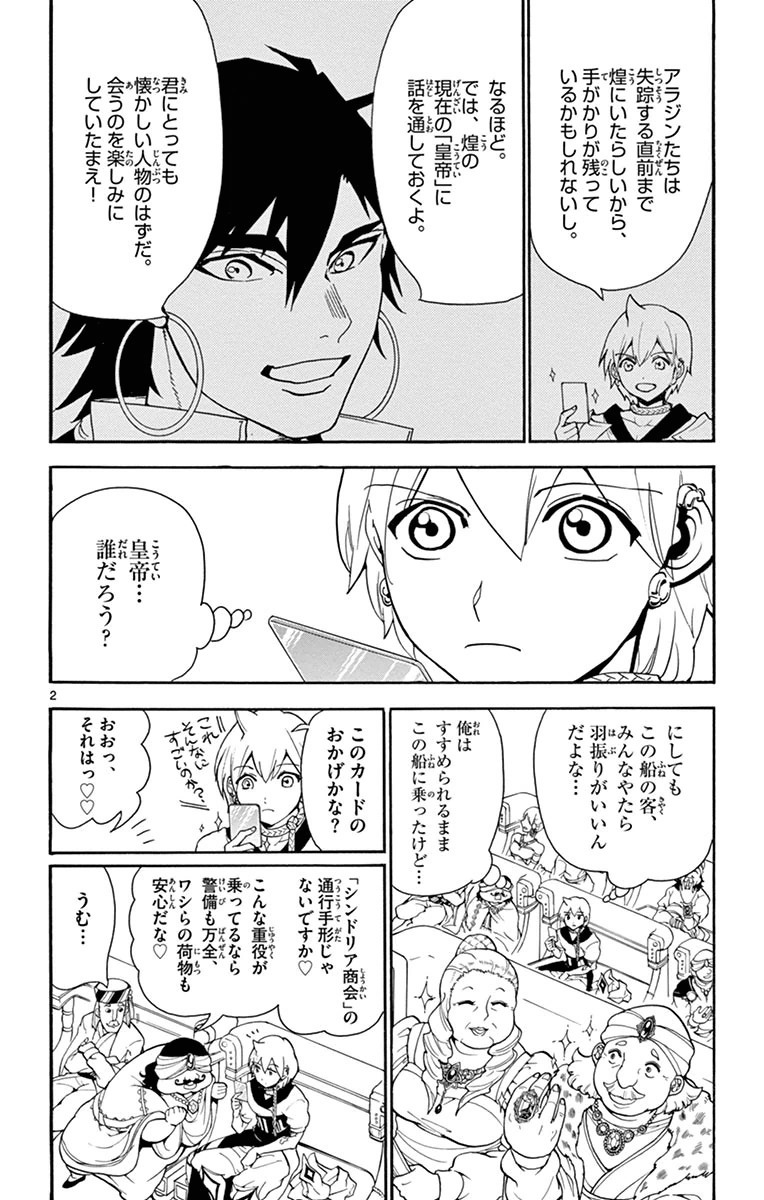 アラジンたちは
失踪する直前まで
煌にいたらしいから、
手がかりが残って
いるかもしれないし。
なるほど。
では、煌の
現在の「皇帝」に
話を通しておくよ。
君にとっても
懐かしい人物のはずだ。
会うのを楽しみに
していたまえ！
皇帝…
誰だろう？
2
にしても
この船の客、
みんなやたら
羽振りがいいん
だよな…
俺は
すすめられるまま
この船に乗ったけど…
このカードの
おかげかな？
これ
そんなに
すごいのか？
おおっ、
それはっ♡♡
「シンドリア商会」の
通行手形じゃ
ないですか♡
こんな重役が
乗ってるなら
警備も万全、
ワシらの荷物も
安心だな♡
うむ…